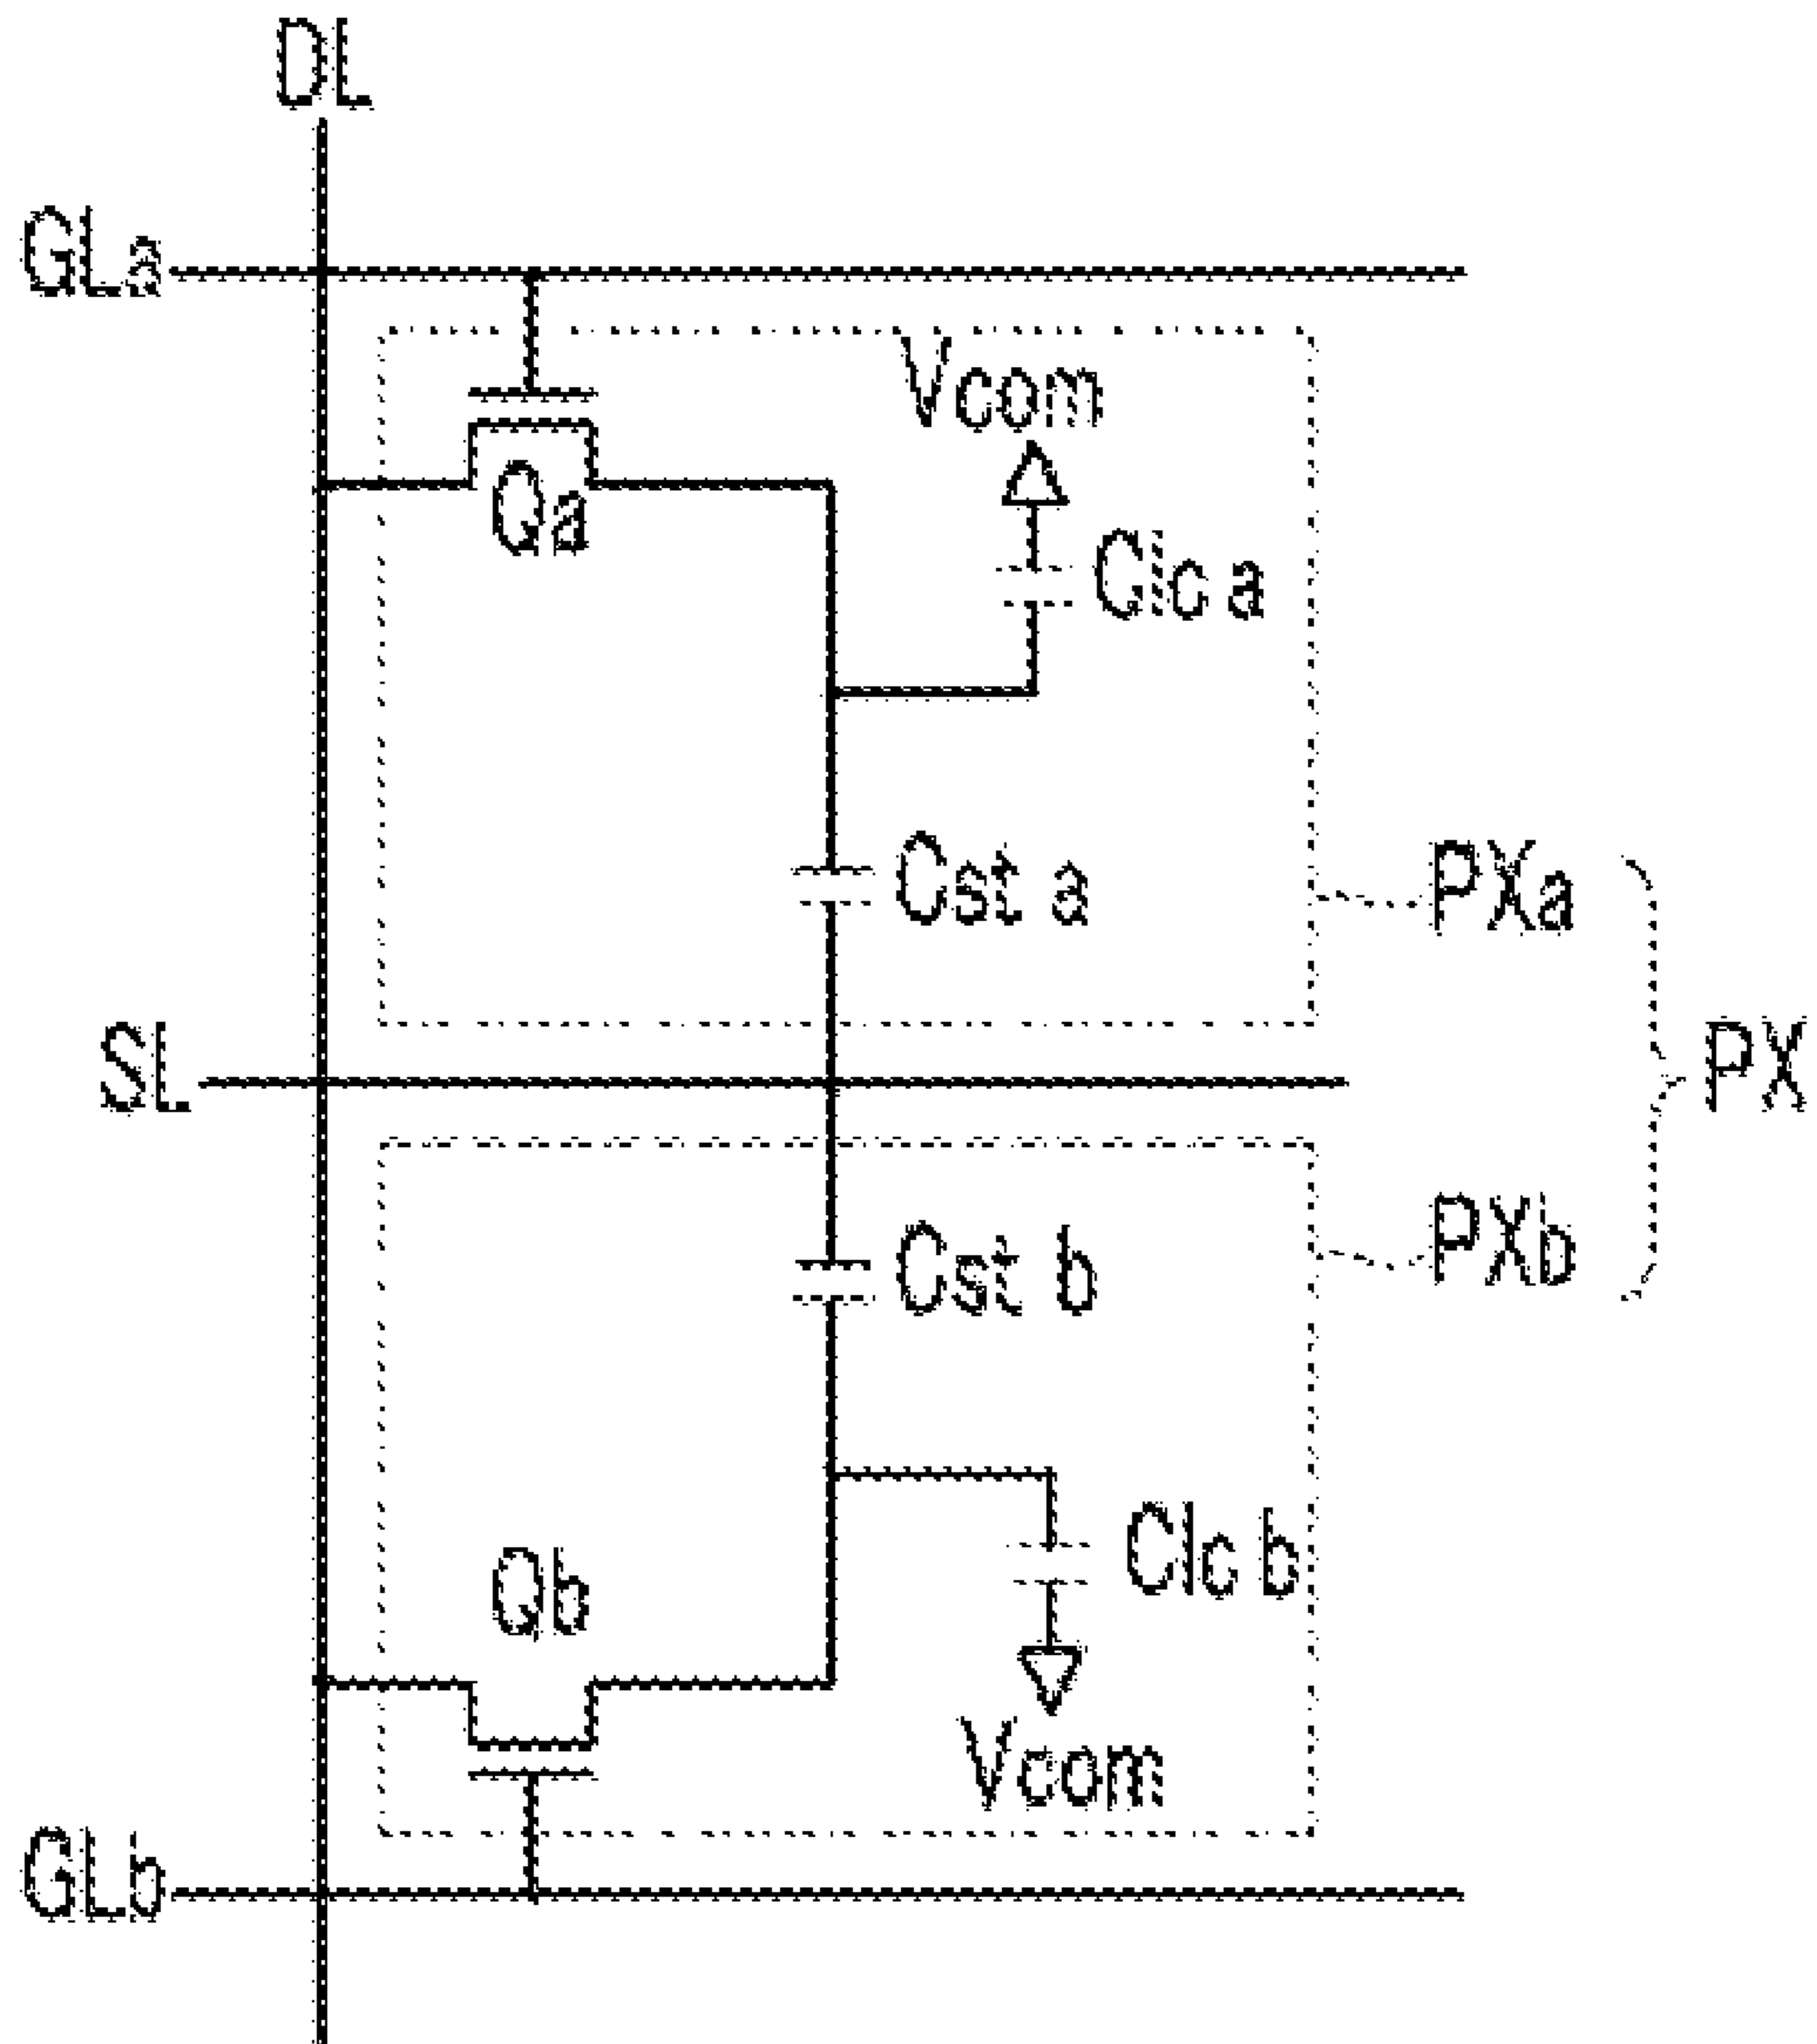 DL
GLa
Vcom
Qa
Clc a
Cst a
PXa
SL
PX
Cst b
PXb
Clc b
Qb
Vcom
GLb